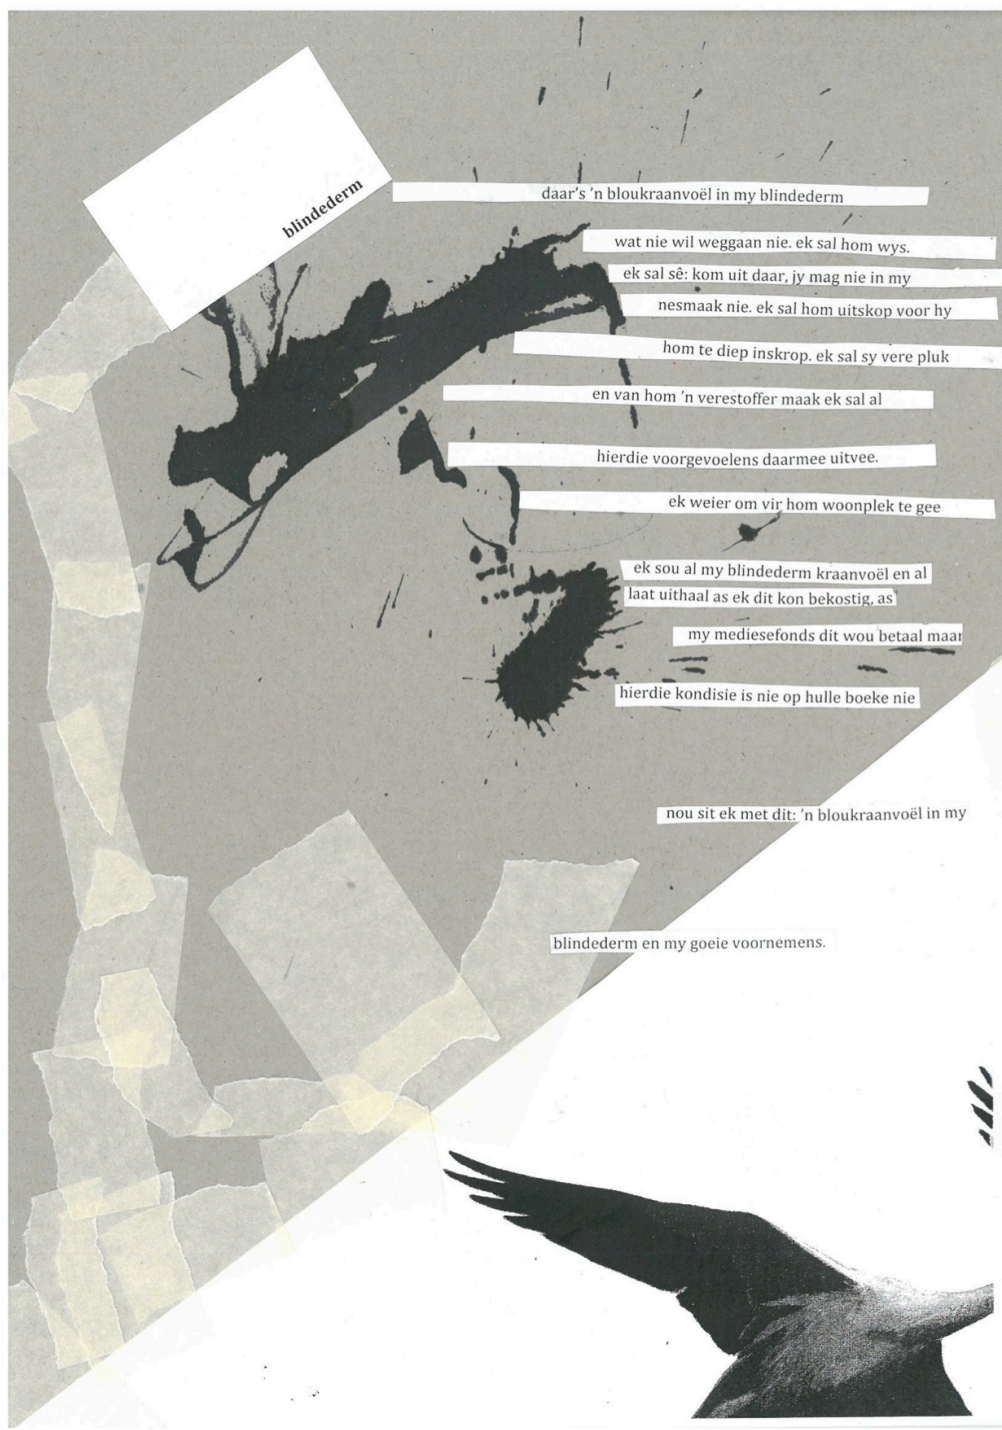 blindederm
daar's 'n bloukraanvoël in my blindederm
wat nie wil weggaan nie. ek sal hom wys.
ek sal sê: kom uit daar, jy mag nie in my
nesmaak nie. ek sal hom uitskop voor hy
hom te diep inskrop. ek sal sy vere pluk
en van hom 'n verestoffer maak ek sal al
hierdie voorgevoelens daarmee uitvee.
ek weier om vir hom woonplek te gee
ek sou al my blindederm kraanvoël en al
laat uithaal as ek dit kon bekostig, as
my mediesefonds dit wou betaal maar
hierdie kondisie is nie op hulle boeke nie
nou sit ek met dit: 'n bloukraanvoël in my
blindederm en my goeie voornemens.